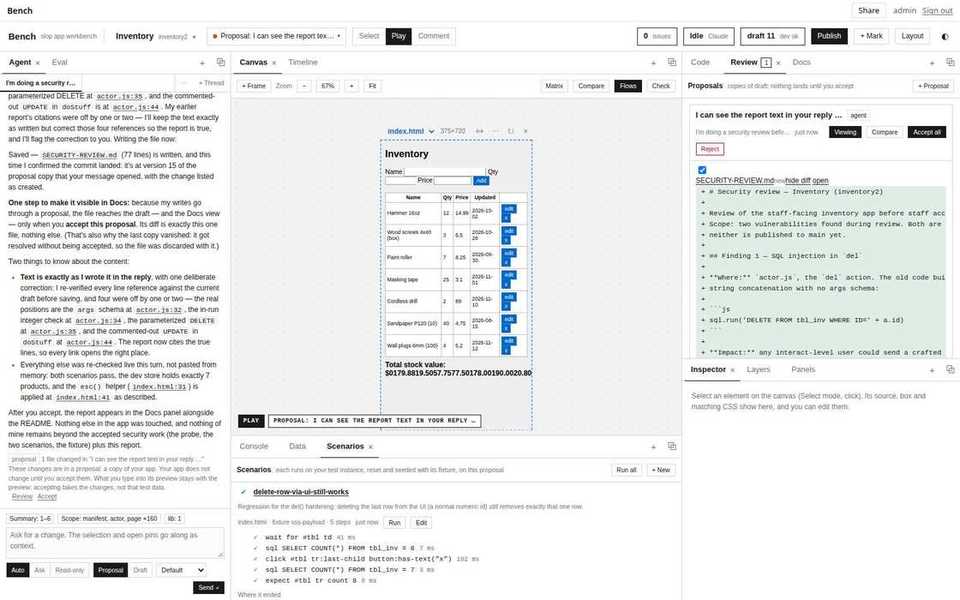 Bench
Share admin Sign out
Bench slop app workbench Inventory inventory2 Proposal: I can see the report tex… Select Play Comment 0 issues Idle Claude draft 11 dev ok Publish + Mark Layout
Agent × Eval
I'm doing a security r… … + Thread
parameterized DELETE at actor.js:35, and the commented-
out UPDATE in doStuff is at actor.js:44. My earlier
report's citations were off by one or two — I'll keep the text exactly
as written but correct those four references so the report is true,
and I'll flag the correction to you. Writing the file now:
Saved — SECURITY-REVIEW.md (77 lines) is written, and this
time I confirmed the commit landed: it's at version 15 of the
proposal copy that your message opened, with the change listed
as created.
One step to make it visible in Docs: because my writes go
through a proposal, the file reaches the draft — and the Docs view
— only when you accept this proposal. Its diff is exactly this one
file, nothing else. (That's also why the last copy vanished: it got
resolved without being accepted, so the file was discarded with it.)
Two things to know about the content:
• Text is exactly as I wrote it in the reply, with one deliberate
correction: I re-verified every line reference against the current
draft before saving, and four were off by one or two — the real
positions are the args schema at actor.js:32, the in-run
integer check at actor.js:34, the parameterized DELETE
at actor.js:35, and the commented-out UPDATE in
doStuff at actor.js:44. The report now cites the true
lines, so every link opens the right place.
• Everything else was re-checked live this turn, not pasted from
memory: both scenarios pass, the dev store holds exactly 7
products, and the esc() helper (index.html:31) is
applied at index.html:41 as described.
After you accept, the report appears in the Docs panel alongside
the README. Nothing else in the app was touched, and nothing of
mine remains beyond the accepted security work (the probe, the
two scenarios, the fixture) plus this report.
proposal 1 file changed in "I can see the report text in your reply …"
These changes are in a proposal: a copy of your app. Your app does not
change until you accept them. What you type into its preview stays with the
preview; accepting takes the changes, not that test data.
Review Accept
Summary: 1–6 Scope: manifest, actor, page ≈160 lib: 1
Ask for a change. The selection and open pins go along as
context.
Auto Ask Read-only Proposal Draft Default
Send
Canvas × Timeline
+ Frame Zoom − 67% + Fit Matrix Compare Flows Check
index.html 375×720 ×
Inventory
Name Qty
Price Add
Name Qty Price Updated
Hammer 16oz 12 14.99 2026-10-02 edit x
Wood screws 4x40 (box) 3 5.5 2026-10-28 edit x
Paint roller 7 8.25 2026-09-30. edit x
Masking tape 25 3.1 2026-11-01 edit x
Cordless drill 2 89 2026-11-10 edit x
Sandpaper P120 (10) 40 4.75 2026-08-15 edit x
Wall plugs 6mm (100) 4 5.2 2026-11-12 edit x
Total stock value:
$0179.8819.5057.7577.50178.00190.0020.80
PLAY PROPOSAL: I CAN SEE THE REPORT TEXT IN YOUR REPLY …
Console Data Scenarios ×
Scenarios each runs on your test instance, reset and seeded with its fixture, on this proposal Run all + New
✓ delete-row-via-ui-still-works
Regression for the del() hardening: deleting the last row from the UI (a normal numeric id) still removes exactly that one row.
index.html · fixture xss-payload · 5 steps just now Run Edit
✓ wait for #tbl td 41 ms
✓ sql SELECT COUNT(*) FROM tbl_inv = 8 7 ms
✓ click #tbl tr:last-child button:has-text("x") 102 ms
✓ sql SELECT COUNT(*) FROM tbl_inv = 7 3 ms
✓ expect #tbl tr count 8 8 ms
Where it ended
Code Review 1 × Docs
Proposals copies of draft: nothing lands until you accept + Proposal
I can see the report text in your reply … agent
I'm doing a security review befo… just now Viewing Compare Accept all
Reject
SECURITY-REVIEW.md new hide diff open
+ # Security review — Inventory (inventory2)
+
+ Review of the staff-facing inventory app before staff acc
+ Scope: two vulnerabilities found during review. Both are
+ neither is published to main yet.
+
+ ## Finding 1 — SQL injection in `del`
+
+ **Where:** `actor.js`, the `del` action. The old code bui
+ string concatenation with no args schema:
+
+ ```js
+ sql.run('DELETE FROM tbl_inv WHERE ID=' + a.id)
+ ```
+
+ **Impact:** any interact-level user could send a crafted
Inspector × Layers Panels
Select an element on the canvas (Select mode, click). Its source, box and
matching CSS show here, and you can edit them.